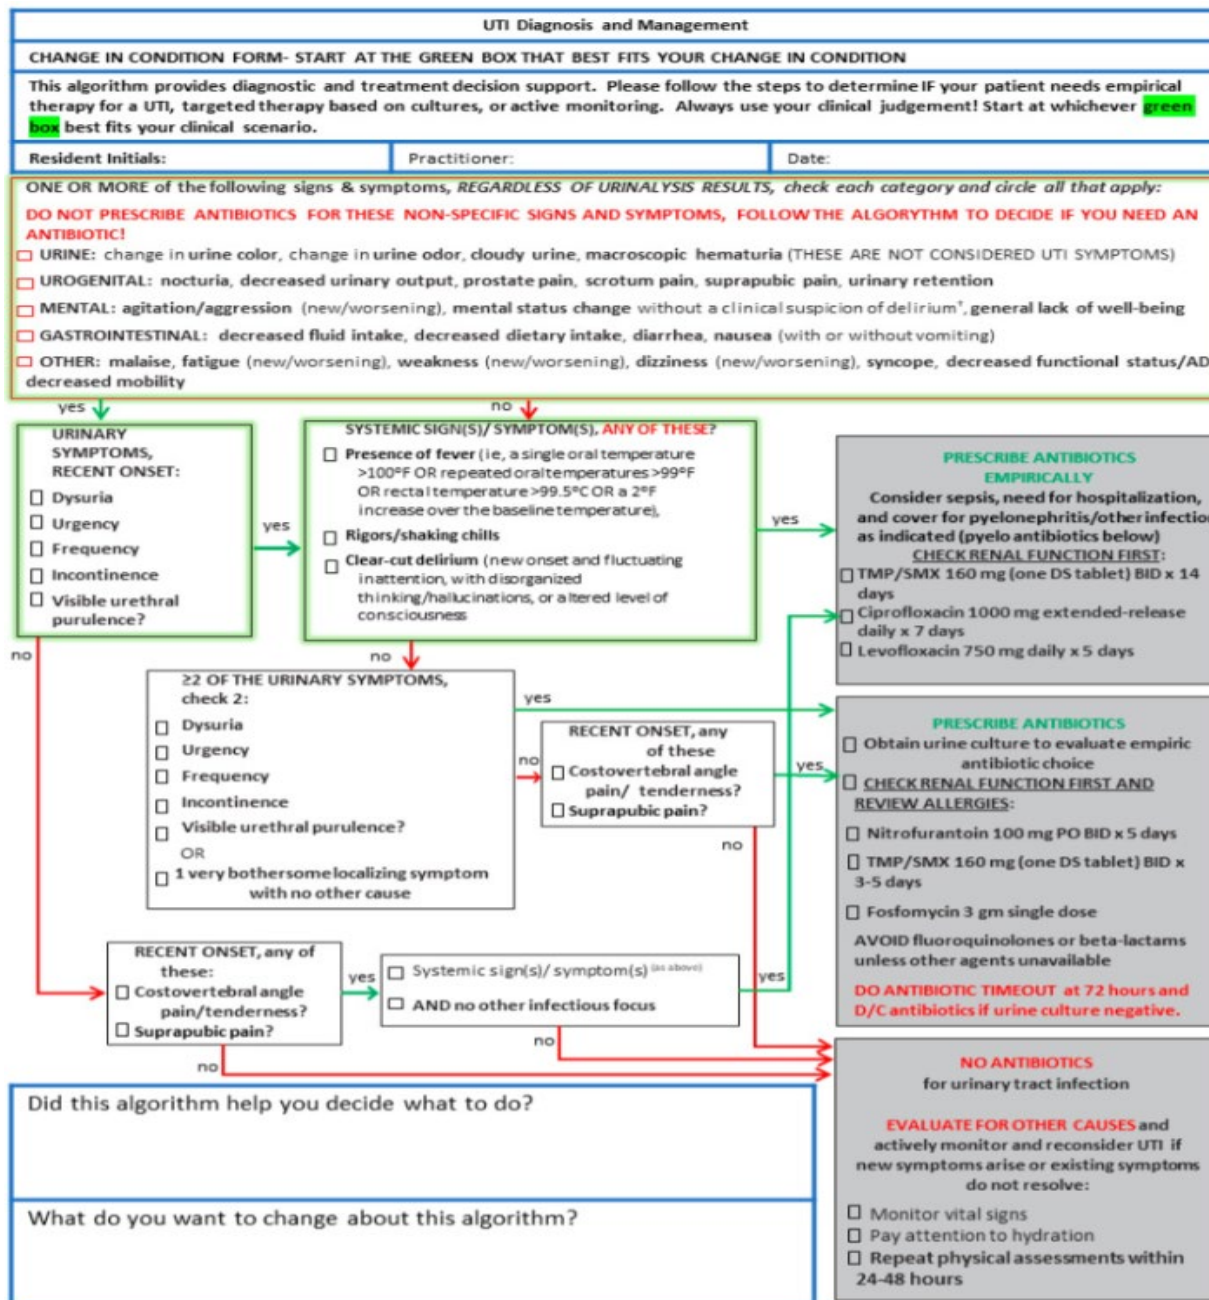 UTI Diagnosis and Management
CHANGE IN CONDITION FORM- START AT THE GREEN BOX THAT BEST FITS YOUR CHANGE IN CONDITION
This algorithm provides diagnostic and treatment decision support. Please follow the steps to determine IF your patient needs empirical
therapy for a UTI, targeted therapy based on cultures, or active monitoring. Always use your clinical judgement! Start at whichever green
box best fits your clinical scenario.
Resident Initials:
Practitioner:
Date:
ONE OR MORE of the following signs & symptoms, REGARDLESS OF URINALYSIS RESULTS, check each category and circle all that apply:
DO NOT PRESCRIBE ANTIBIOTICS FOR THESE NON-SPECIFIC SIGNS AND SYMPTOMS, FOLLOW THE ALGORYTHM TO DECIDE IF YOU NEED AN
ANTIBIOTIC!
URINE: change in urine color, change in urine odor, cloudy urine, macroscopic hematuria (THESE ARE NOT CONSIDERED UTI SYMPTOMS)
UROGENITAL: nocturia, decreased urinary output, prostate pain, scrotum pain, suprapubic pain, urinary retention
MENTAL: agitation/aggression (new/worsening), mental status change without a clinical suspicion of delirium†, general lack of well-being
GASTROINTESTINAL: decreased fluid intake, decreased dietary intake, diarrhea, nausea (with or without vomiting)
OTHER: malaise, fatigue (new/worsening), weakness (new/worsening), dizziness (new/worsening), syncope, decreased functional status/AD
decreased mobility
yes
no
URINARY
SYMPTOMS,
RECENT ONSET:
Dysuria
Urgency
Frequency
Incontinence
Visible urethral
purulence?
yes
no
SYSTEMIC SIGN(S)/ SYMPTOM(S), ANY OF THESE?
Presence of fever (ie, a single oral temperature
>100°F OR repeated oral temperatures >99°F
OR rectal temperature >99.5°C OR a 2°F
increase over the baseline temperature),
Rigors/shaking chills
Clear-cut delirium (new onset and fluctuating
inattention, with disorganized
thinking/hallucinations, or altered level of
consciousness
yes
no
PRESCRIBE ANTIBIOTICS
EMPIRICALLY
Consider sepsis, need for hospitalization,
and cover for pyelonephritis/other infectio
as indicated (pyelo antibiotics below)
CHECK RENAL FUNCTION FIRST:
TMP/SMX 160 mg (one DS tablet) BID x 14
days
Ciprofloxacin 1000 mg extended-release
daily x 7 days
Levofloxacin 750 mg daily x 5 days
≥2 OF THE URINARY SYMPTOMS,
check 2:
Dysuria
Urgency
Frequency
Incontinence
Visible urethral purulence?
OR
1 very bothersome localizing symptom
with no other cause
yes
no
RECENT ONSET, any
of these
Costovertebral angle
pain/ tenderness?
Suprapubic pain?
yes
no
PRESCRIBE ANTIBIOTICS
Obtain urine culture to evaluate empiric
antibiotic choice
CHECK RENAL FUNCTION FIRST AND
REVIEW ALLERGIES:
Nitrofurantoin 100 mg PO BID x 5 days
TMP/SMX 160 mg (one DS tablet) BID x
3-5 days
Fosfomycin 3 gm single dose
AVOID fluoroquinolones or beta-lactams
unless other agents unavailable
DO ANTIBIOTIC TIMEOUT at 72 hours and
D/C antibiotics if urine culture negative.
RECENT ONSET, any of
these:
Costovertebral angle
pain/tenderness?
Suprapubic pain?
yes
no
Systemic sign(s)/ symptom(s) (as above)
AND no other infectious focus
yes
no
NO ANTIBIOTICS
for urinary tract infection
EVALUATE FOR OTHER CAUSES and
actively monitor and reconsider UTI if
new symptoms arise or existing symptoms
do not resolve:
Monitor vital signs
Pay attention to hydration
Repeat physical assessments within
24-48 hours
Did this algorithm help you decide what to do?
What do you want to change about this algorithm?